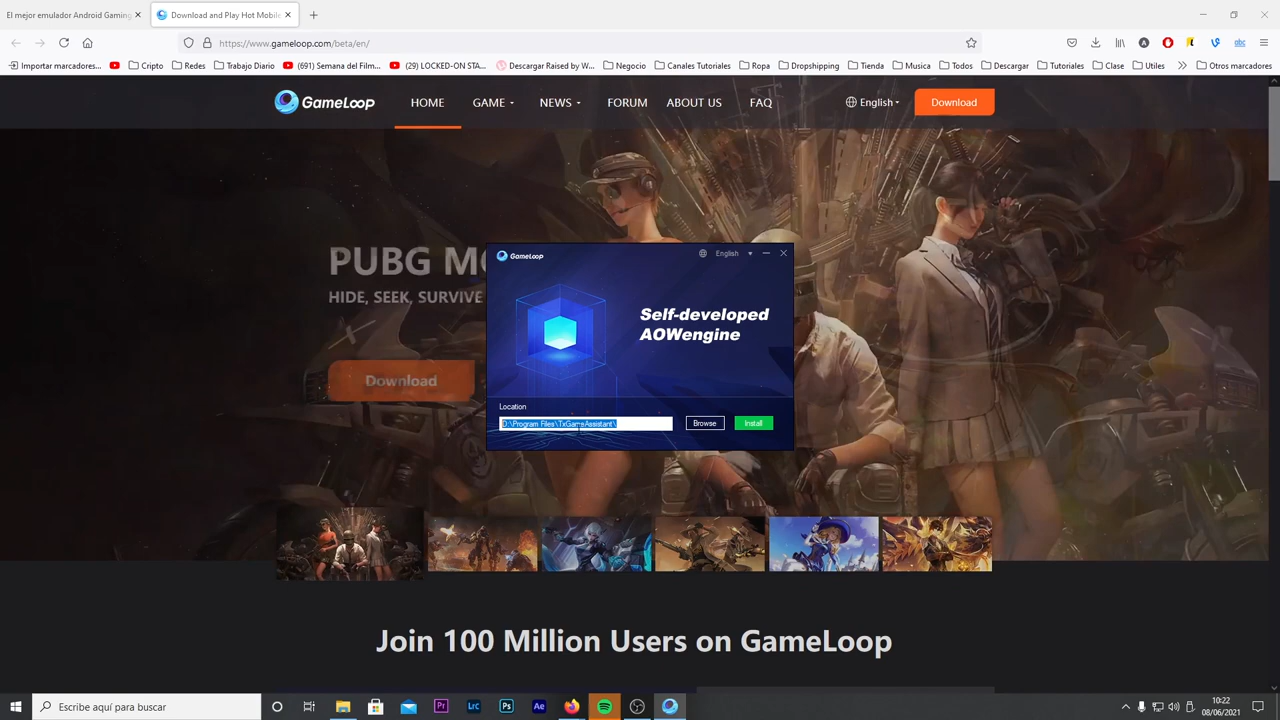 El mejor emulador Android Gaming
Download and Play Hot Mobile
https://www.gameloop.com/beta/en/
Importar marcadores...
Cripto
Redes
Trabajo Diario
(691) Semana del Film...
(29) LOCKED-ON STA...
Descargar Raised by W...
Negocio
Canales Tutoriales
Ropa
Dropshipping
Tienda
Musica
Todos
Descargar
Tutoriales
Clase
Utiles
Otros marcadores
GameLoop
HOME
GAME
NEWS
FORUM
ABOUT US
FAQ
English
Download
PUBG M
HIDE, SEEK, SURVIVE
Download
GameLoop
English
Self-developed
AOWengine
Location
D:\Program Files\TxGameAssistant\
Browse
Install
Join 100 Million Users on GameLoop
Escribe aquí para buscar
Pr
Lrc
Ps
Ae
10:22
08/06/2021